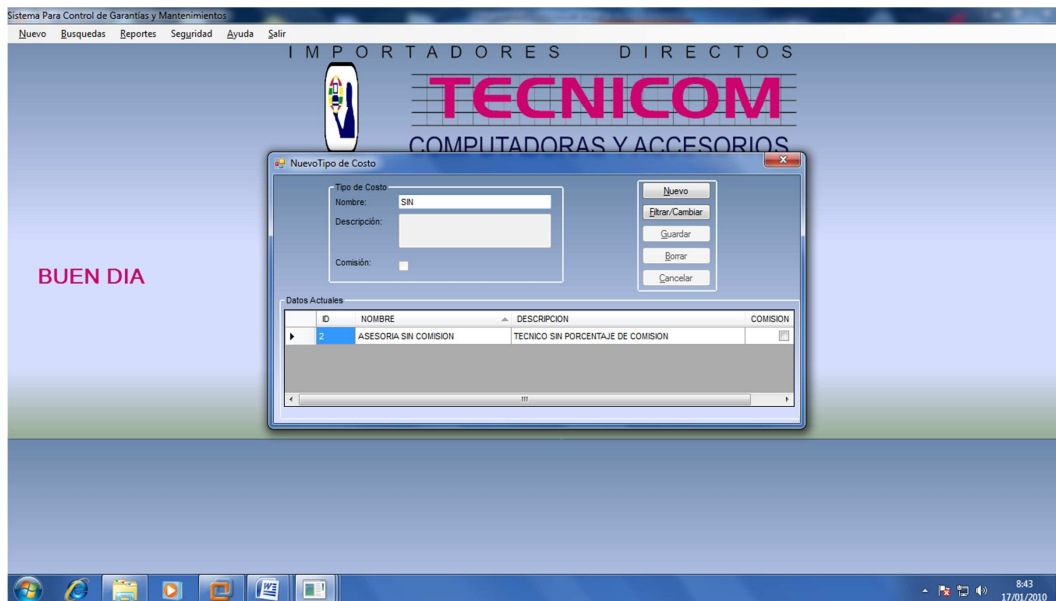 Sistema Para Control de Garantías y Mantenimientos
Nuevo Busquedas Reportes Seguridad Ayuda Salir
IMPORTADORES DIRECTOS
TECNICOM
COMPUTADORAS Y ACCESORIOS
NuevoTipo de Costo
Tipo de Costo
Nombre: SIN
Descripción:
Comisión:
Nuevo
Filtrar/Cambiar
Guardar
Borrar
Cancelar
BUEN DIA
Datos Actuales
ID NOMBRE DESCRIPCION COMISION
2 ASESORIA SIN COMISION TECNICO SIN PORCENTAJE DE COMISION
8:43
17/01/2010